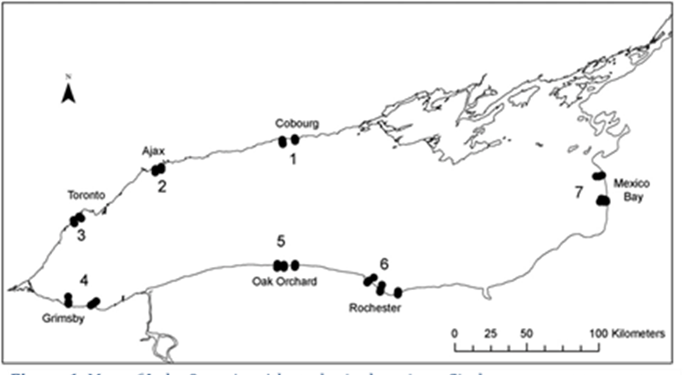 N
Cobourg
1
Ajax
2
Toronto
3
4
Grimsby
5
Oak Orchard
6
Rochester
7
Mexico
Bay
0 25 50 100 Kilometers